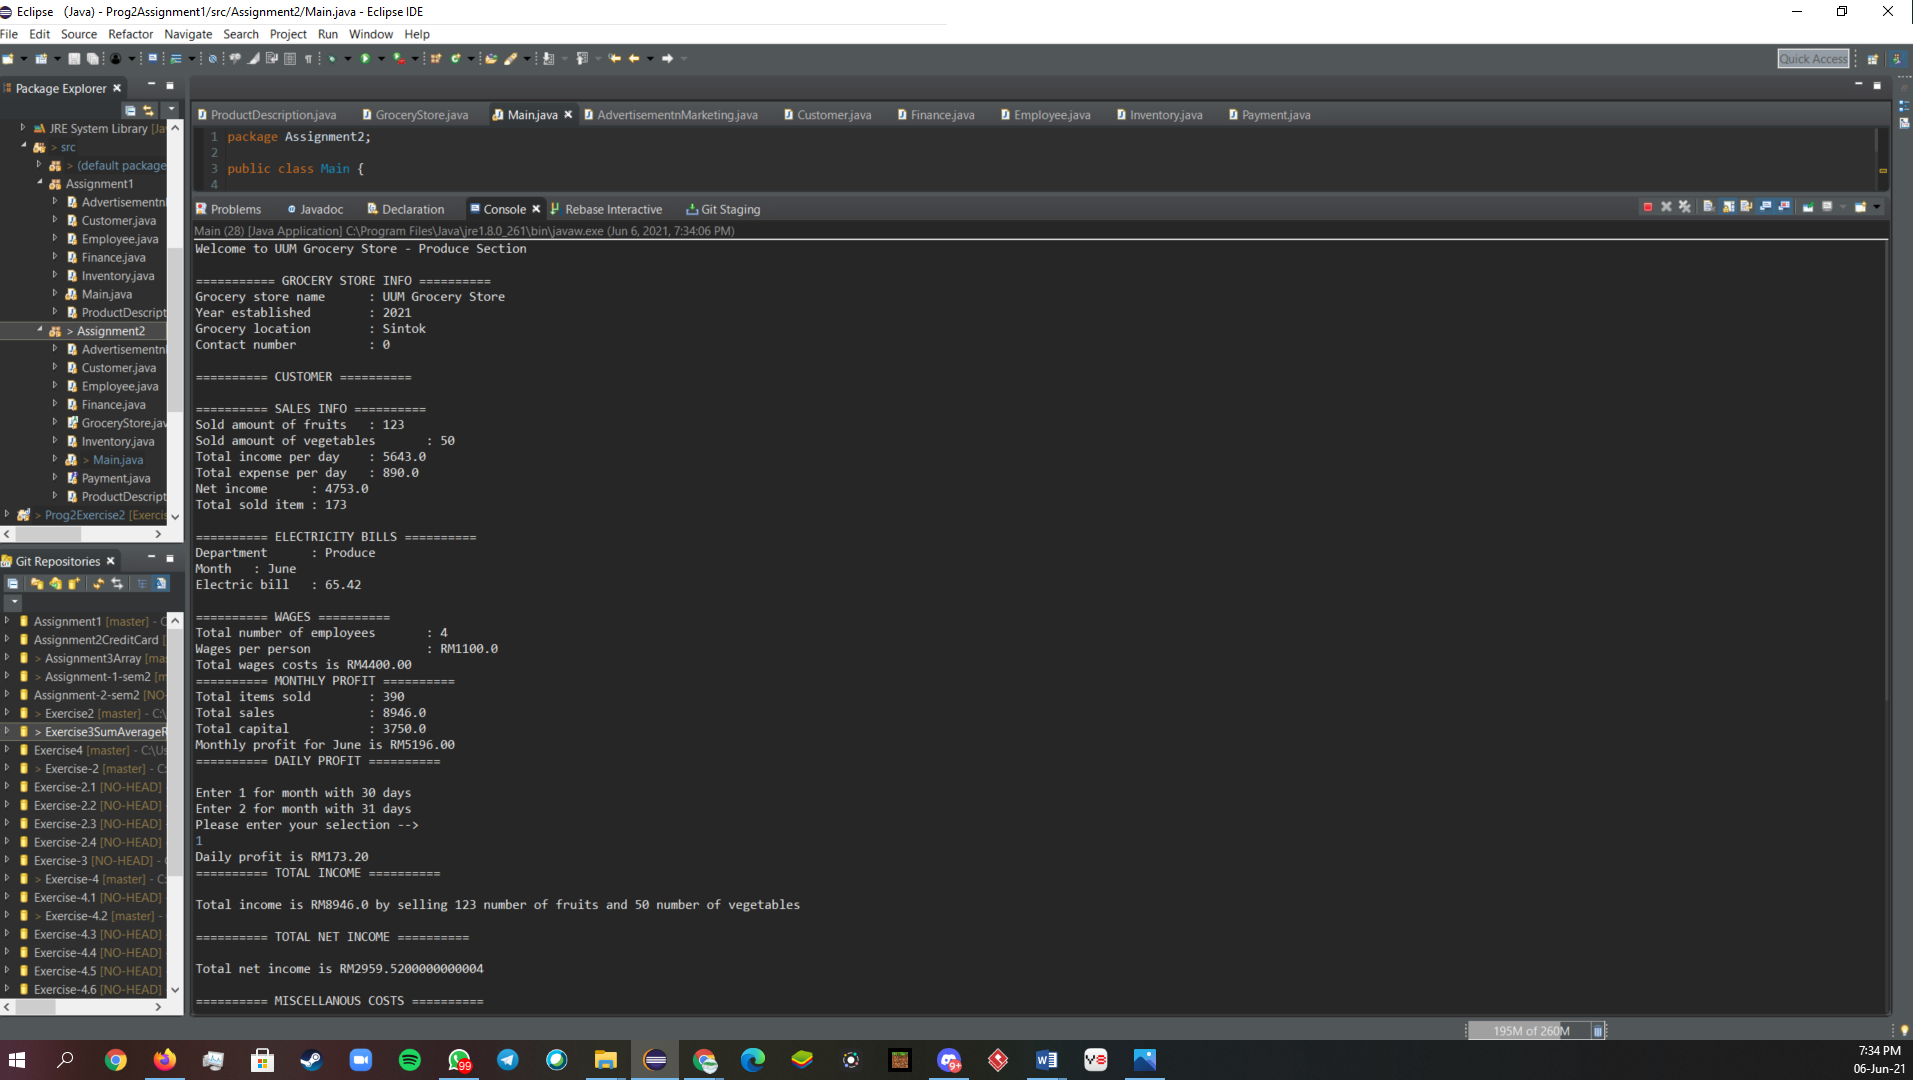 Eclipse (Java) - Prog2Assignment1/src/Assignment2/Main.java - Eclipse IDE
File Edit Source Refactor Navigate Search Project Run Window Help
Quick Access
Package Explorer
JRE System Library [Ja
> src
> (default package
Assignment1
Advertisementnl
Customer.java
Employee.java
Finance.java
Inventory.java
Main.java
ProductDescript
> Assignment2
Advertisementnl
Customer.java
Employee.java
Finance.java
GroceryStore.jav
Inventory.java
> Main.java
Payment.java
ProductDescript
> Prog2Exercise2 [Exercis
Git Repositories
Assignment1 [master] - C
Assignment2CreditCard [
> Assignment3Array [ma
> Assignment-1-sem2 [m
Assignment-2-sem2 [NO-
> Exercise2 [master] - C:\
> Exercise3SumAverageR
Exercise4 [master] - C:\Us
> Exercise-2 [master] - C:
Exercise-2.1 [NO-HEAD]
Exercise-2.2 [NO-HEAD]
Exercise-2.3 [NO-HEAD]
Exercise-2.4 [NO-HEAD]
Exercise-3 [NO-HEAD] -
> Exercise-4 [master] - C:
Exercise-4.1 [NO-HEAD]
> Exercise-4.2 [master] -
Exercise-4.3 [NO-HEAD]
Exercise-4.4 [NO-HEAD]
Exercise-4.5 [NO-HEAD]
Exercise-4.6 [NO-HEAD]
ProductDescription.java GroceryStore.java Main.java AdvertisementnMarketing.java Customer.java Finance.java Employee.java Inventory.java Payment.java
1 package Assignment2;
2
3 public class Main {
4
Problems Javadoc Declaration Console Rebase Interactive Git Staging
Main (28) [Java Application] C:\Program Files\Java\jre1.8.0_261\bin\javaw.exe (Jun 6, 2021, 7:34:06 PM)
Welcome to UUM Grocery Store - Produce Section
=========== GROCERY STORE INFO ==========
Grocery store name : UUM Grocery Store
Year established : 2021
Grocery location : Sintok
Contact number : 0
========== CUSTOMER ==========
========== SALES INFO ==========
Sold amount of fruits : 123
Sold amount of vegetables : 50
Total income per day : 5643.0
Total expense per day : 890.0
Net income : 4753.0
Total sold item : 173
========== ELECTRICITY BILLS ==========
Department : Produce
Month : June
Electric bill : 65.42
========== WAGES ==========
Total number of employees : 4
Wages per person : RM1100.0
Total wages costs is RM4400.00
========== MONTHLY PROFIT ==========
Total items sold : 390
Total sales : 8946.0
Total capital : 3750.0
Monthly profit for June is RM5196.00
========== DAILY PROFIT ==========
Enter 1 for month with 30 days
Enter 2 for month with 31 days
Please enter your selection -->
1
Daily profit is RM173.20
========== TOTAL INCOME ==========
Total income is RM8946.0 by selling 123 number of fruits and 50 number of vegetables
========== TOTAL NET INCOME ==========
Total net income is RM2959.5200000000004
========== MISCELLANOUS COSTS ==========
195M of 260M
99
9+
7:34 PM
06-Jun-21